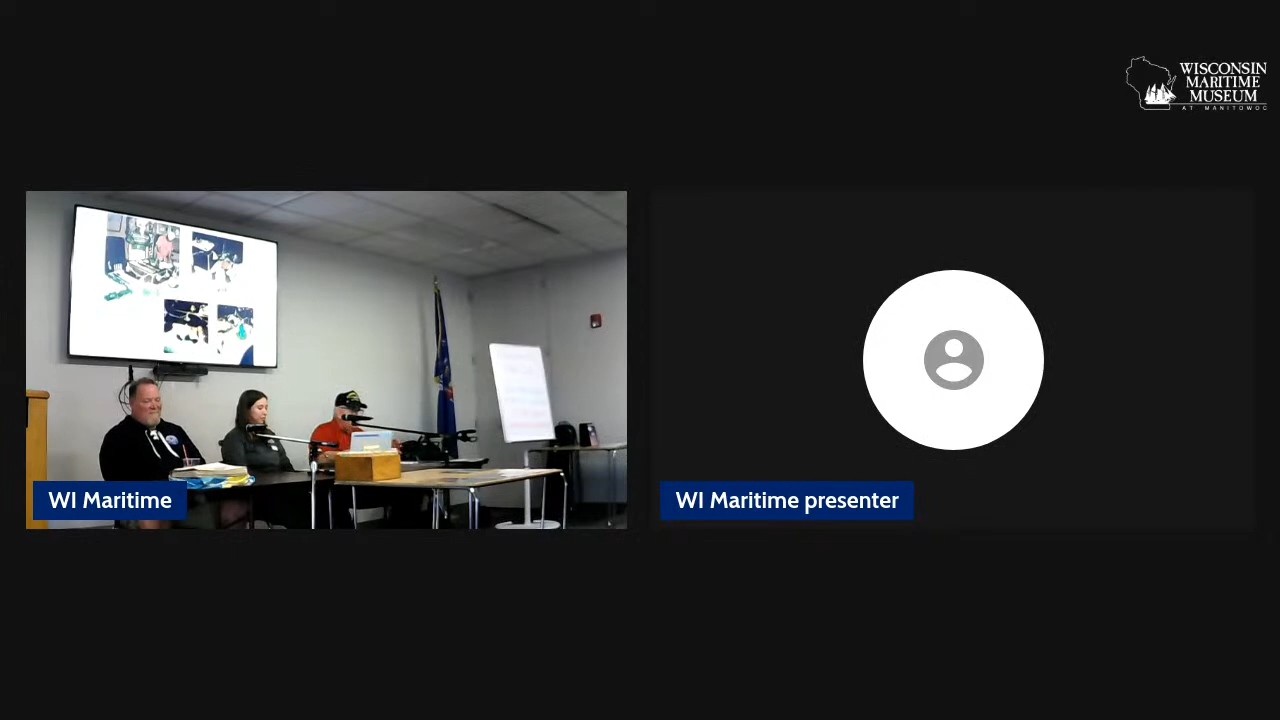 WISCONSIN
MARITIME
MUSEUM
AT MANITOWOC
WI Maritime
WI Maritime presenter